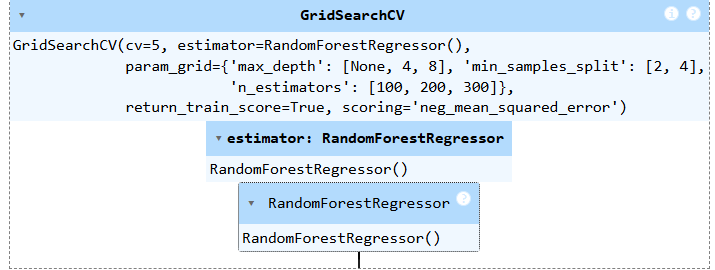 GridSearchCV
GridSearchCV(cv=5, estimator=RandomForestRegressor(),
param_grid={'max_depth': [None, 4, 8], 'min_samples_split': [2, 4],
'n_estimators': [100, 200, 300]},
return_train_score=True, scoring='neg_mean_squared_error')
estimator: RandomForestRegressor
RandomForestRegressor()
RandomForestRegressor
RandomForestRegressor()